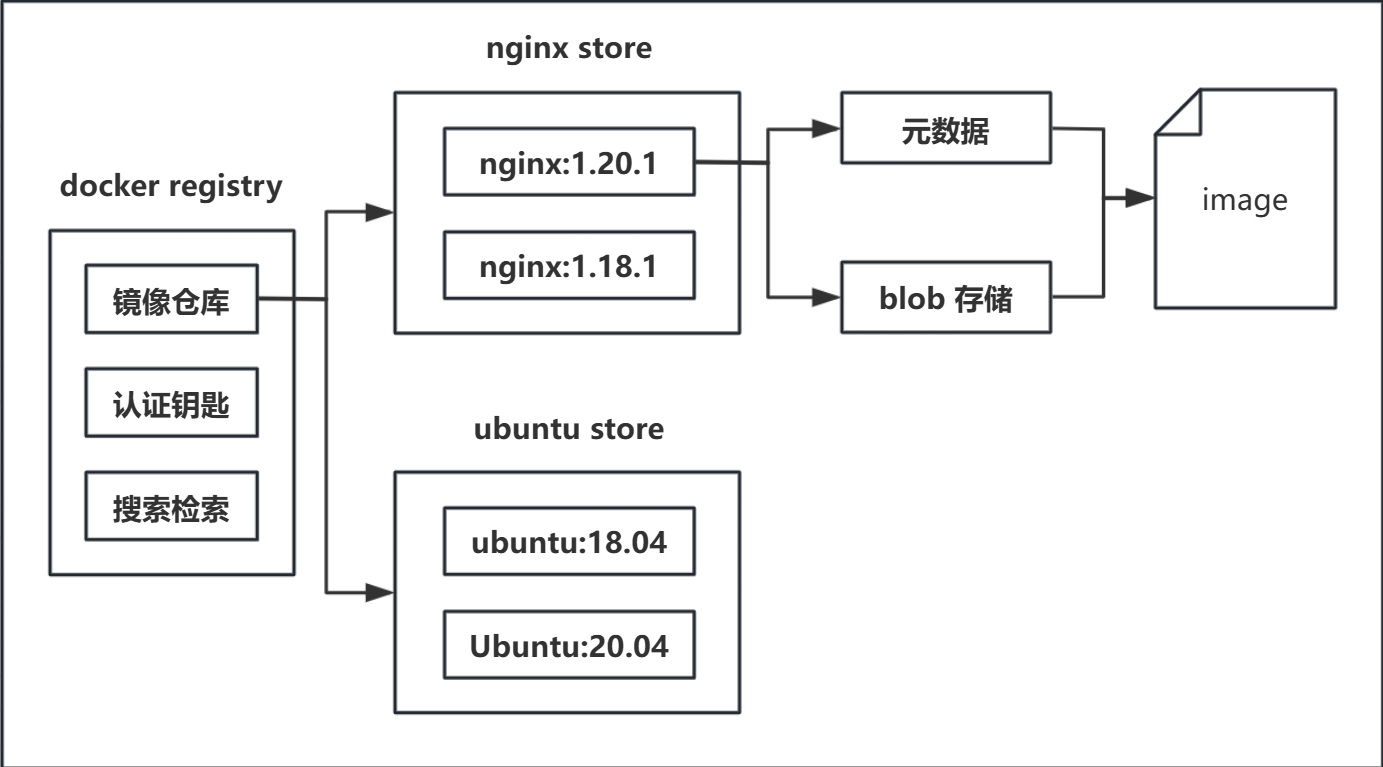 docker registry
镜像仓库
认证钥匙
搜索检索
nginx store
nginx:1.20.1
nginx:1.18.1
ubuntu store
ubuntu:18.04
Ubuntu:20.04
元数据
blob 存储
image